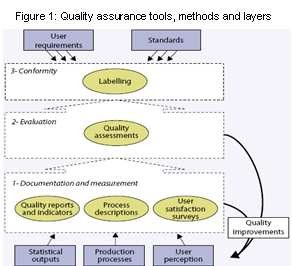 Figure 1: Quality assurance tools, methods and layers
User
requirements
Standards
3- Conformity
Labelling
2- Evaluation
Quality
assessments
1- Documentation and measurement
Quality reports
and indicators
Process
descriptions
User
satisfaction
surveys
Quality
improvements
Statistical
outputs
Production
processes
User
perception